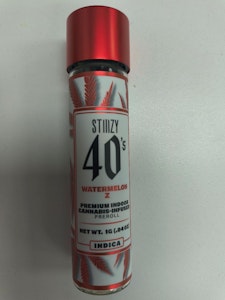 STIIIZY
40's
WATERMELON
Z
PREMIUM INDOOR
CANNABIS-INFUSED
PREROLL
NET WT. 1G (.04OZ)
INDICA